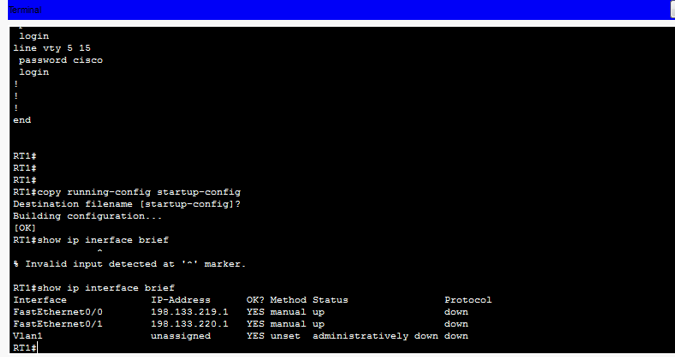 Terminal
login
line vty 5 15
password cisco
login
!
!
!
end
RT1#
RT1#
RT1#
RT1#copy running-config startup-config
Destination filename [startup-config]?
Building configuration...
[OK]
RT1#show ip inerface brief
^
% Invalid input detected at '^' marker.
RT1#show ip interface brief
Interface IP-Address OK? Method Status Protocol
FastEthernet0/0 198.133.219.1 YES manual up down
FastEthernet0/1 198.133.220.1 YES manual up down
Vlan1 unassigned YES unset administratively down down
RT1#